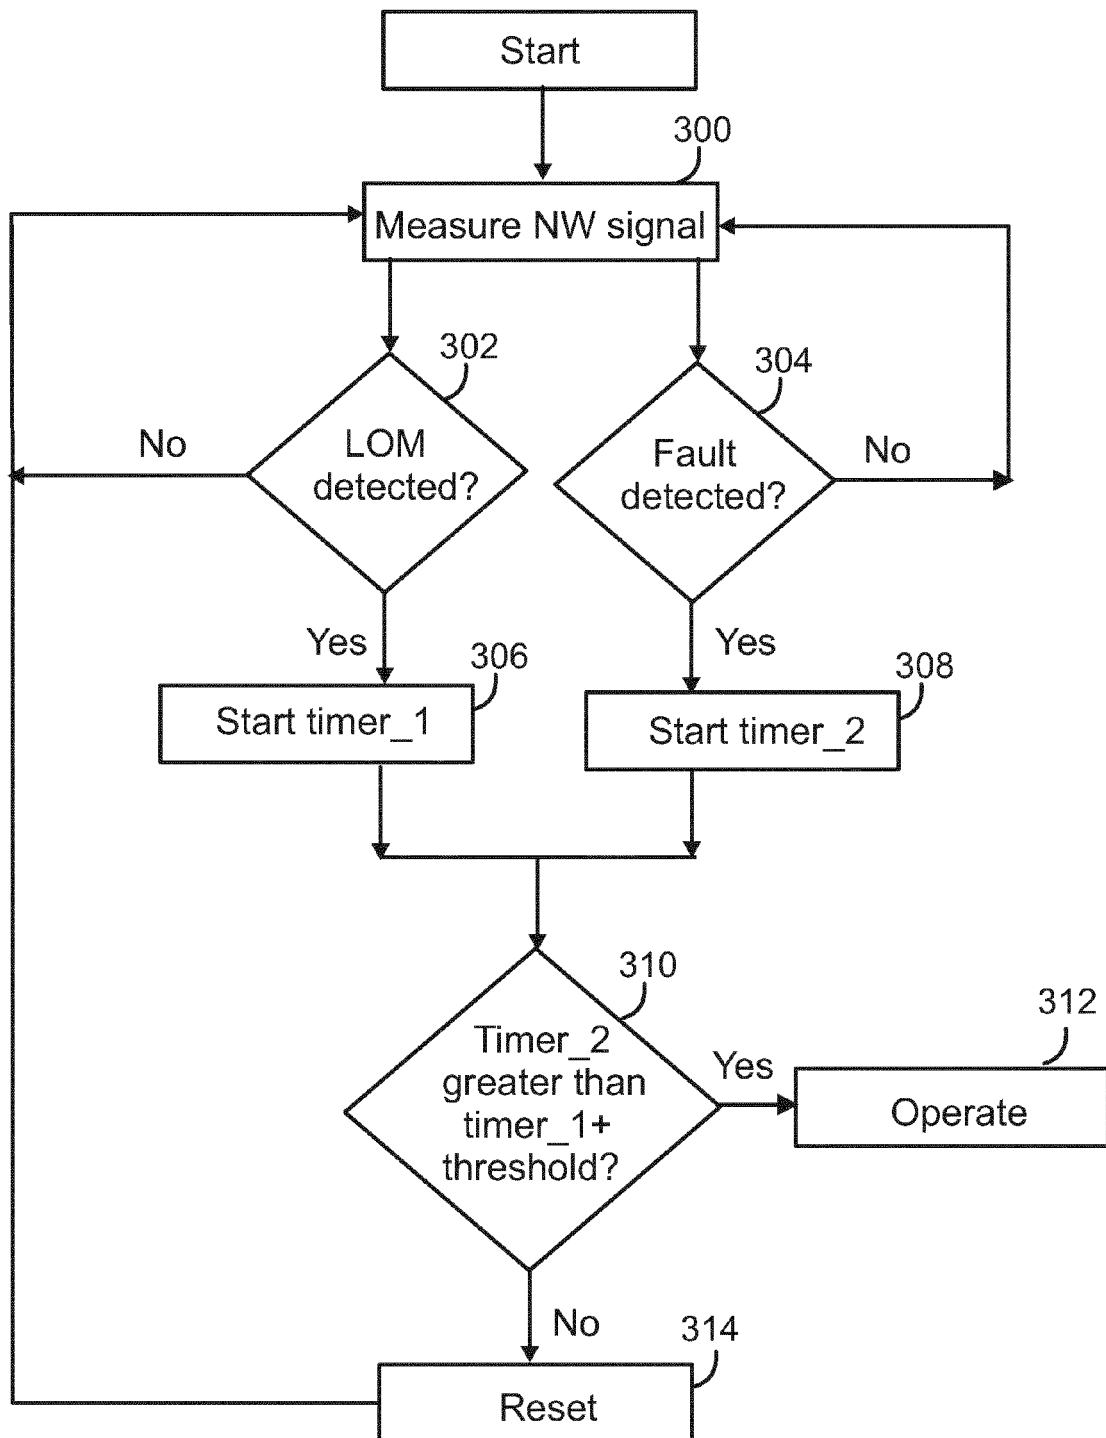 Start
300
Measure NW signal
302
304
LOM
detected?
Fault
detected?
No
No
Yes
Yes
306
308
Start timer_1
Start timer_2
310
Timer_2
greater than
timer_1+
threshold?
Yes
312
Operate
No
314
Reset